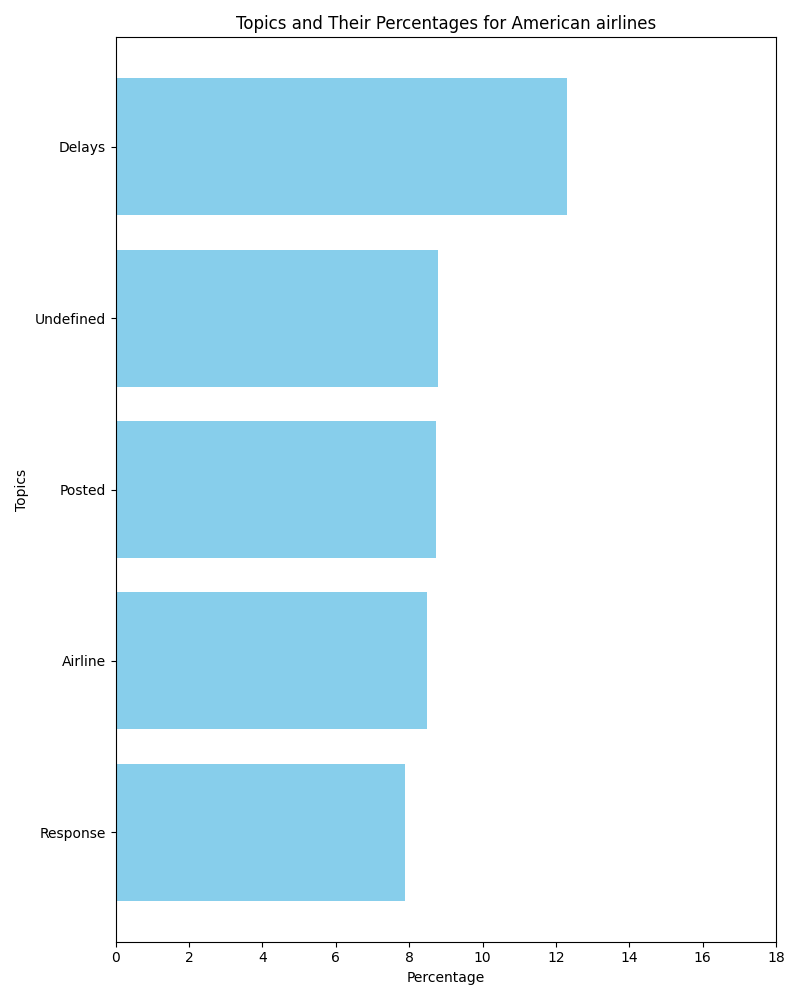 Topics and Their Percentages for American airlines
Topics
Delays
Undefined
Posted
Airline
Response
0 2 4 6 8 10 12 14 16 18
Percentage